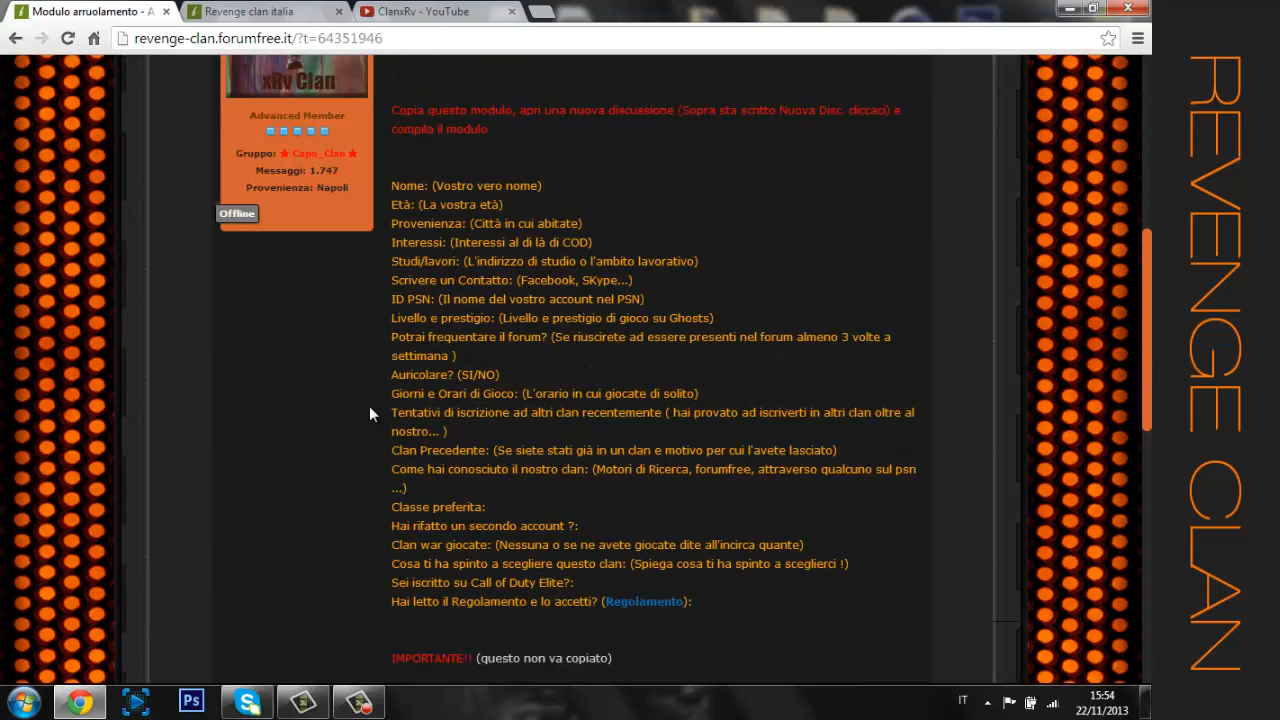 Modulo arruolamento - A
Revenge clan italia
ClanxRv - YouTube
revenge-clan.forumfree.it/?t=64351946
xRv Clan
Advanced Member
Gruppo: ★ Capo_Clan ★
Messaggi: 1.747
Provenienza: Napoli
Offline
Copia questo modulo, apri una nuova discussione (Sopra sta scritto Nuova Disc. cliccaci) e
compila il modulo
Nome: (Vostro vero nome)
Età: (La vostra età)
Provenienza: (Città in cui abitate)
Interessi: (Interessi al di là di COD)
Studi/lavori: (L'indirizzo di studio o l'ambito lavorativo)
Scrivere un Contatto: (Facebook, SKype...)
ID PSN: (Il nome del vostro account nel PSN)
Livello e prestigio: (Livello e prestigio di gioco su Ghosts)
Potrai frequentare il forum? (Se riuscirete ad essere presenti nel forum almeno 3 volte a
settimana )
Auricolare? (SI/NO)
Giorni e Orari di Gioco: (L'orario in cui giocate di solito)
Tentativi di iscrizione ad altri clan recentemente ( hai provato ad iscriverti in altri clan oltre al
nostro... )
Clan Precedente: (Se siete stati già in un clan e motivo per cui l'avete lasciato)
Come hai conosciuto il nostro clan: (Motori di Ricerca, forumfree, attraverso qualcuno sul psn
...)
Classe preferita:
Hai rifatto un secondo account ?:
Clan war giocate: (Nessuna o se ne avete giocate dite all'incirca quante)
Cosa ti ha spinto a scegliere questo clan: (Spiega cosa ti ha spinto a sceglierci !)
Sei iscritto su Call of Duty Elite?:
Hai letto il Regolamento e lo accetti? (Regolamento):
IMPORTANTE!! (questo non va copiato)
REVENGE CLAN
Ps
IT
15:54
22/11/2013